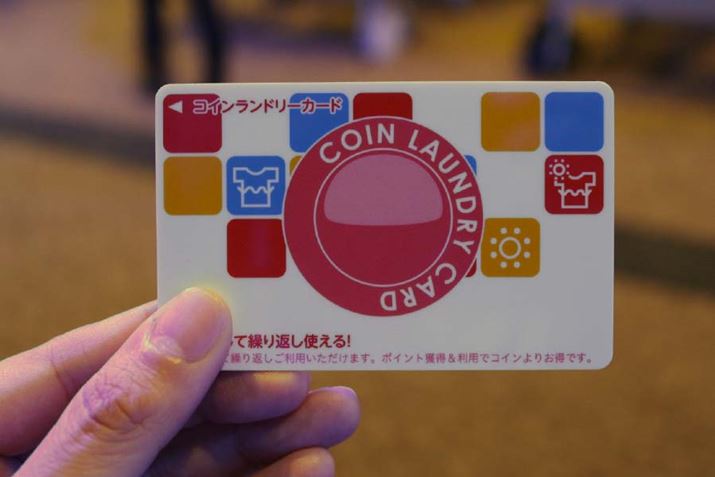 ◀ コインランドリーカード
COIN LAUNDRY CARD
て繰り返し使える!
て繰り返しご利用いただけます。ポイント獲得&利用でコインよりお得です。